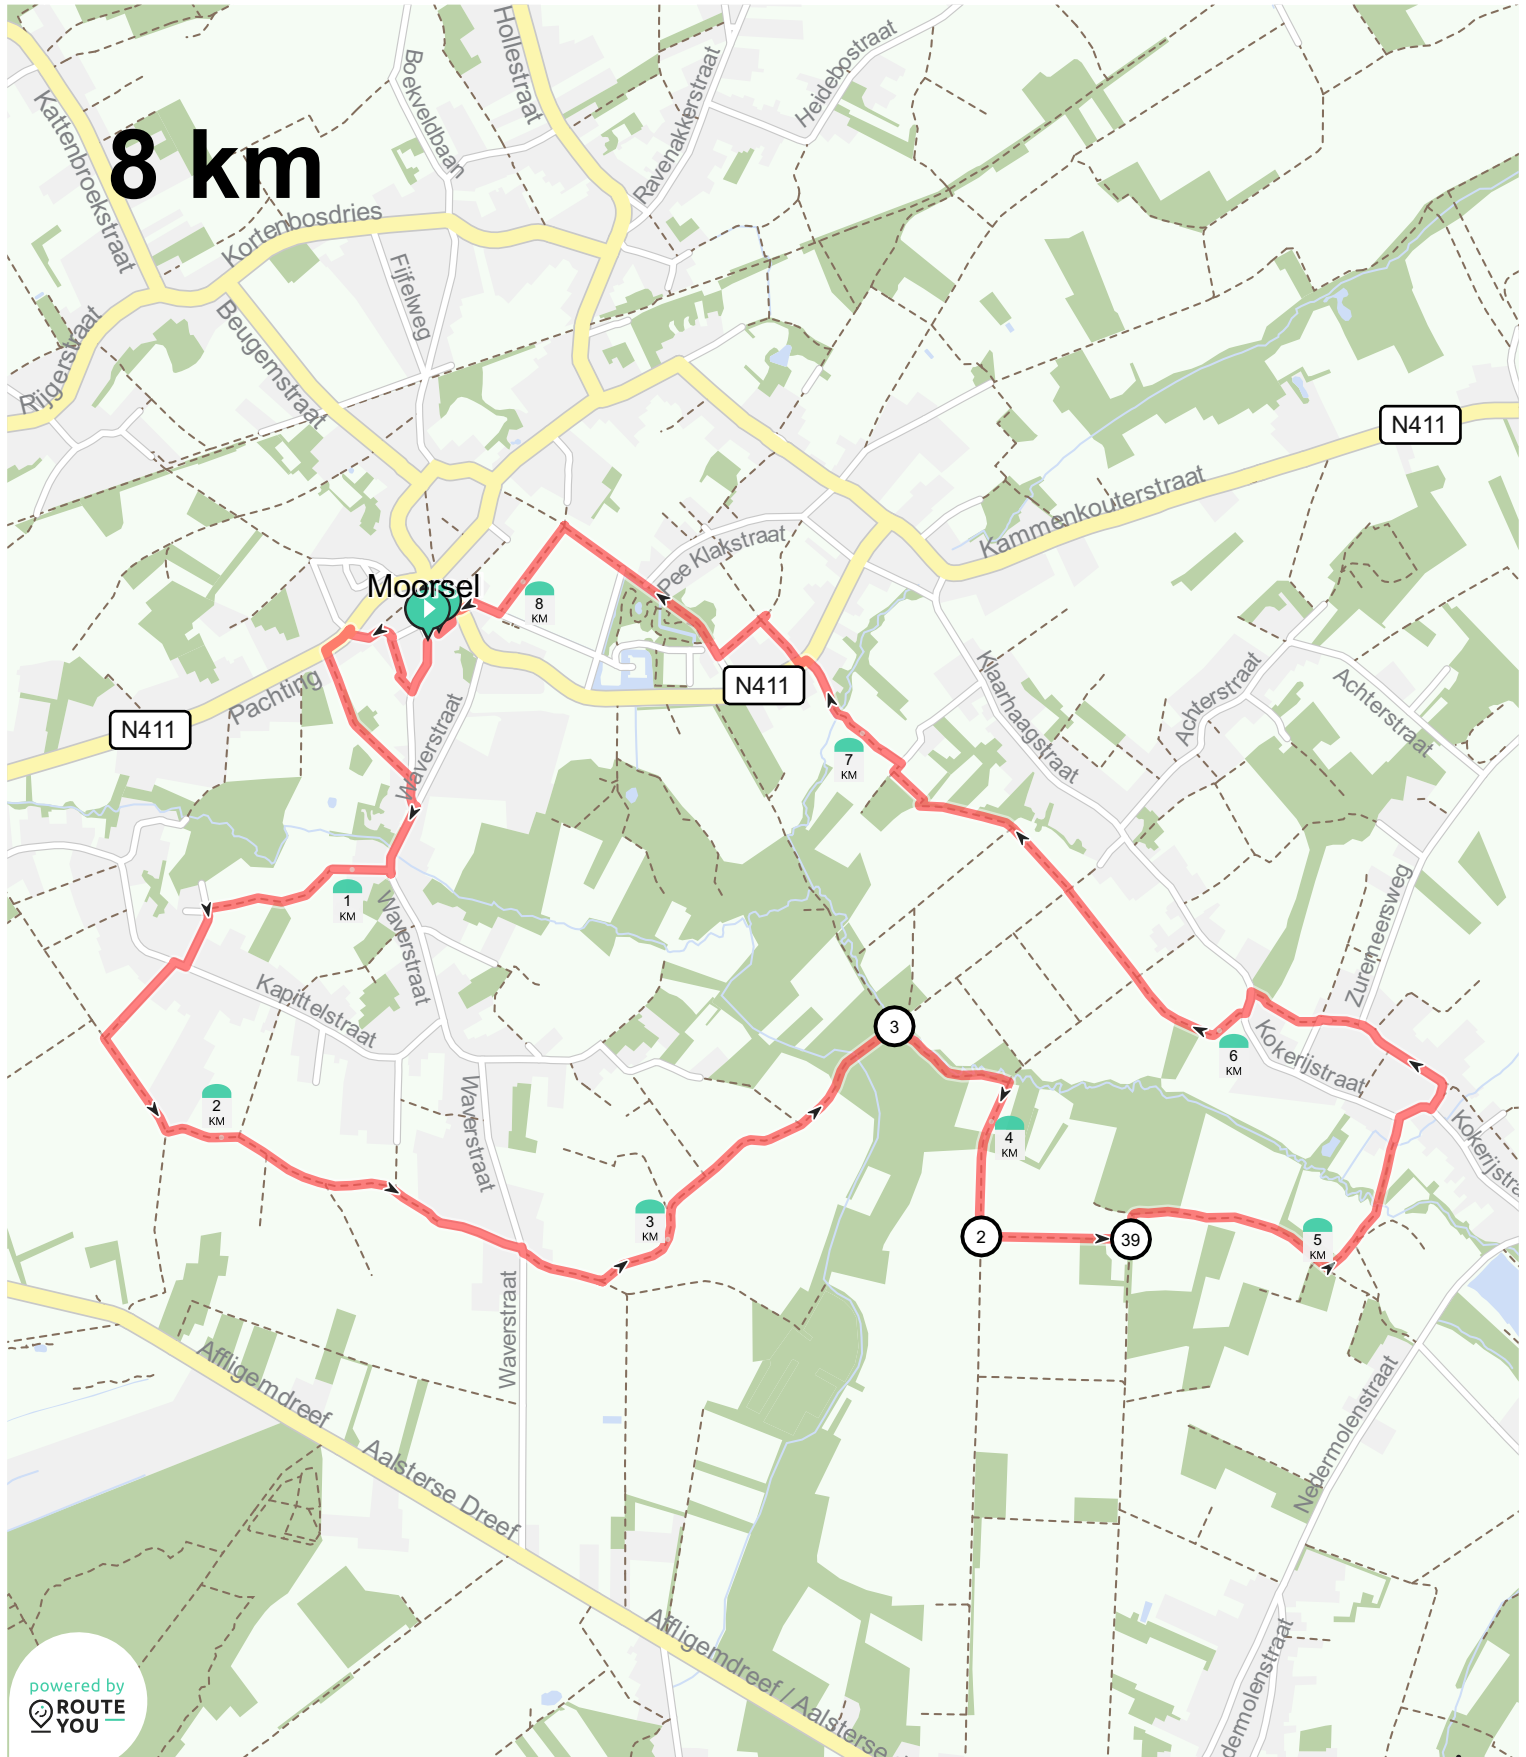 Hollestraat
Boekveldbaan
Ravenakkerstraat
Heidebostraat
Kattenbroekstraat
8 km
Kortenbosdries
Fijfelweg
Rijgerstraat
Beugemstraat
N411
Kammenkouterstraat
Pee Klakstraat
Moorsel
8
KM
N411
Pachting
N411
Waverstraat
7
KM
Klaarhaagstraat
Achterstraat
Achterstraat
1
KM
Waverstraat
Zuremeersweg
Kapittelstraat
3
6
KM
Kokerijstraat
2
KM
4
KM
Kokerijstra
Waverstraat
3
KM
2
39
5
KM
Waverstraat
Affligemdreef
Aalsterse Dreef
Nedermolenstraat
Affligemdreef / Aalsterse
dermolenstraat
powered by
ROUTE
YOU